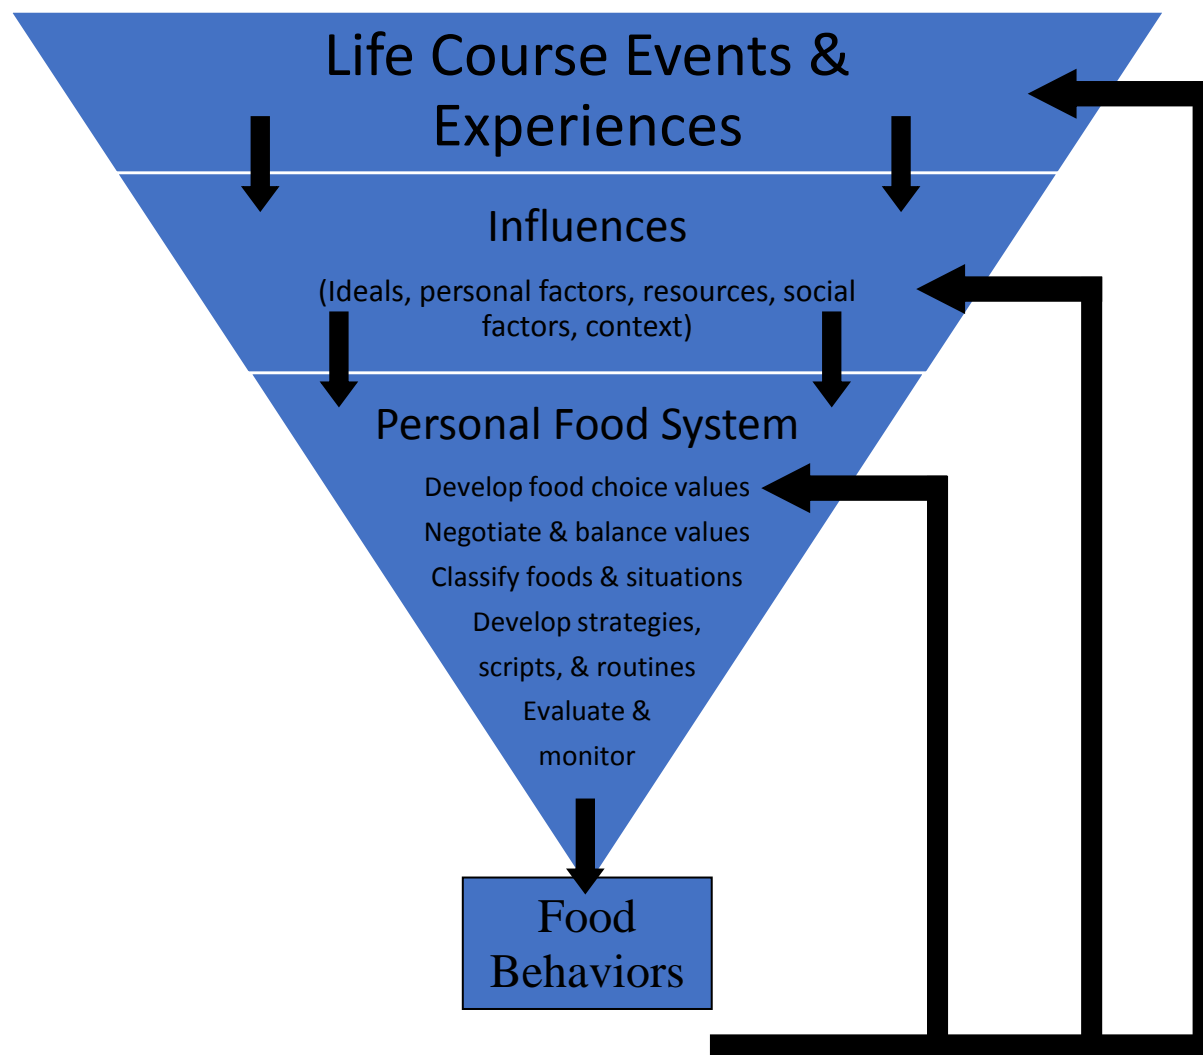 Life Course Events &
Experiences
Influences
(Ideals, personal factors, resources, social
factors, context)
Personal Food System
Develop food choice values
Negotiate & balance values
Classify foods & situations
Develop strategies,
scripts, & routines
Evaluate &
monitor
Food
Behaviors